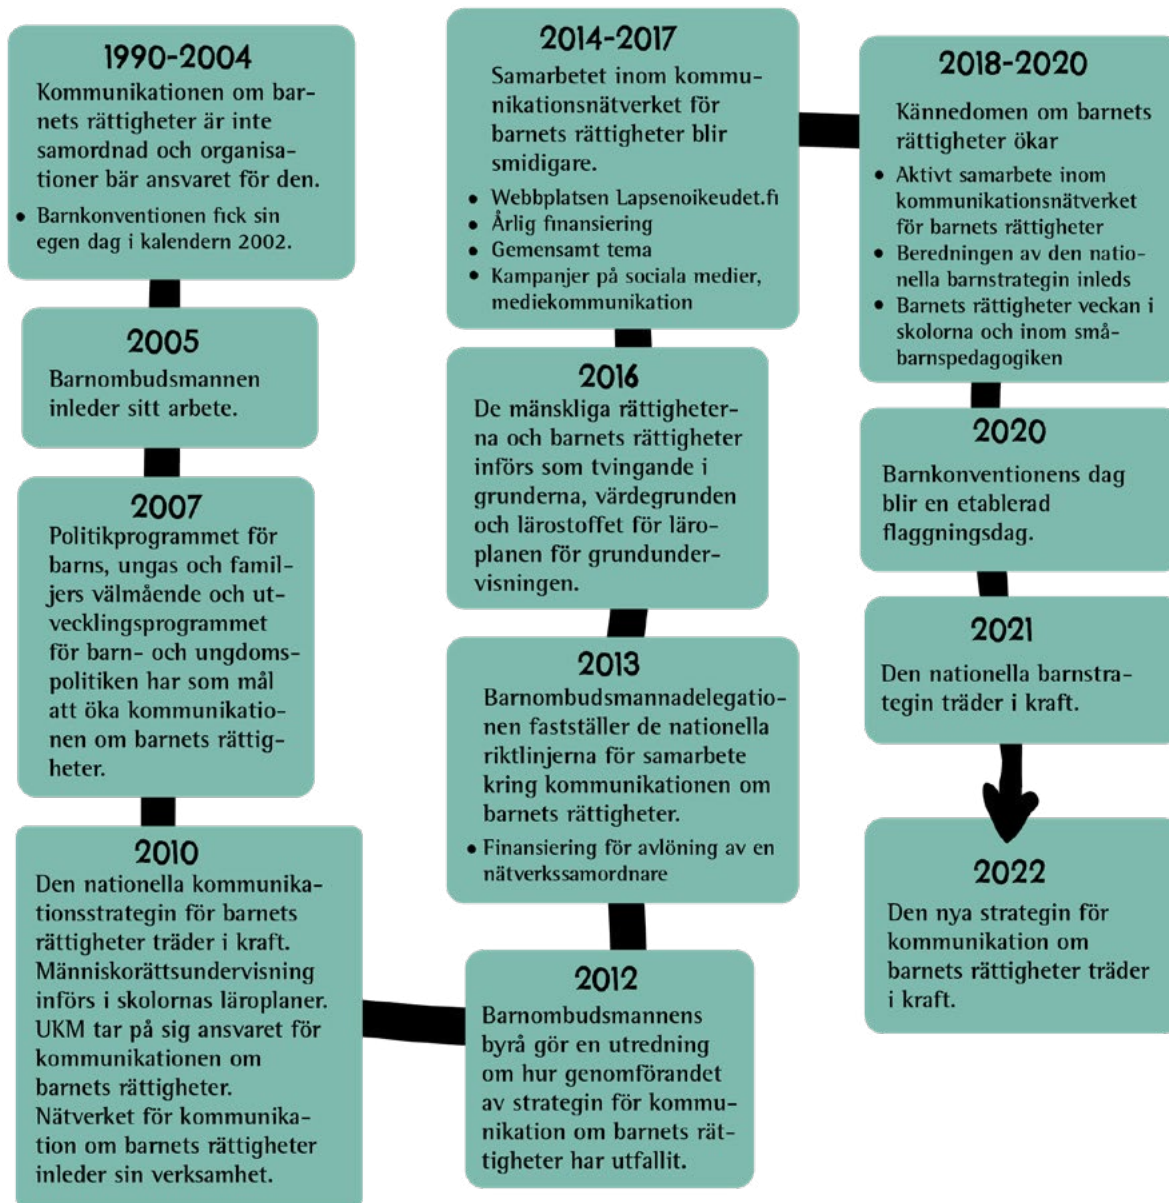 1990-2004
Kommunikationen om bar-
nets rättigheter är inte
samordnad och organisa-
tioner bär ansvaret för den.
• Barnkonventionen fick sin
egen dag i kalendern 2002.
2005
Barnombudsmannen
inleder sitt arbete.
2007
Politikprogrammet för
barns, ungas och famil-
jers välmående och ut-
vecklingsprogrammet
för barn- och ungdoms-
politiken har som mål
att öka kommunikatio-
nen om barnets rättig-
heter.
2010
Den nationella kommunika-
tionsstrategin för barnets
rättigheter träder i kraft.
Människorättsundervisning
införs i skolornas läroplaner.
UKM tar på sig ansvaret för
kommunikationen om
barnets rättigheter.
Nätverket för kommunika-
tion om barnets rättigheter
inleder sin verksamhet.
2012
Barnombudsmannens
byrå gör en utredning
om hur genomförandet
av strategin för kommu-
nikation om barnets rät-
tigheter har utfallit.
2013
Barnombudsmannadelegatio-
nen fastställer de nationella
riktlinjerna för samarbete
kring kommunikationen om
barnets rättigheter.
• Finansiering för avlöning av en
nätverkssamordnare
2016
De mänskliga rättigheter-
na och barnets rättigheter
införs som tvingande i
grunderna, värdegrunden
och lärostoffet för läro-
planen för grundunder-
visningen.
2014-2017
Samarbetet inom kommu-
nikationsnätverket för
barnets rättigheter blir
smidigare.
• Webbplatsen Lapsenoikeudet.fi
• Årlig finansiering
• Gemensamt tema
• Kampanjer på sociala medier,
mediekommunikation
2018-2020
Kännedomen om barnets
rättigheter ökar
• Aktivt samarbete inom
kommunikationsnätverket
för barnets rättigheter
• Beredningen av den natio-
nella barnstrategin inleds
• Barnets rättigheter veckan i
skolorna och inom små-
barnspedagogiken
2020
Barnkonventionens dag
blir en etablerad
flaggningsdag.
2021
Den nationella barnstra-
tegin träder i kraft.
2022
Den nya strategin för
kommunikation om
barnets rättigheter träder
i kraft.